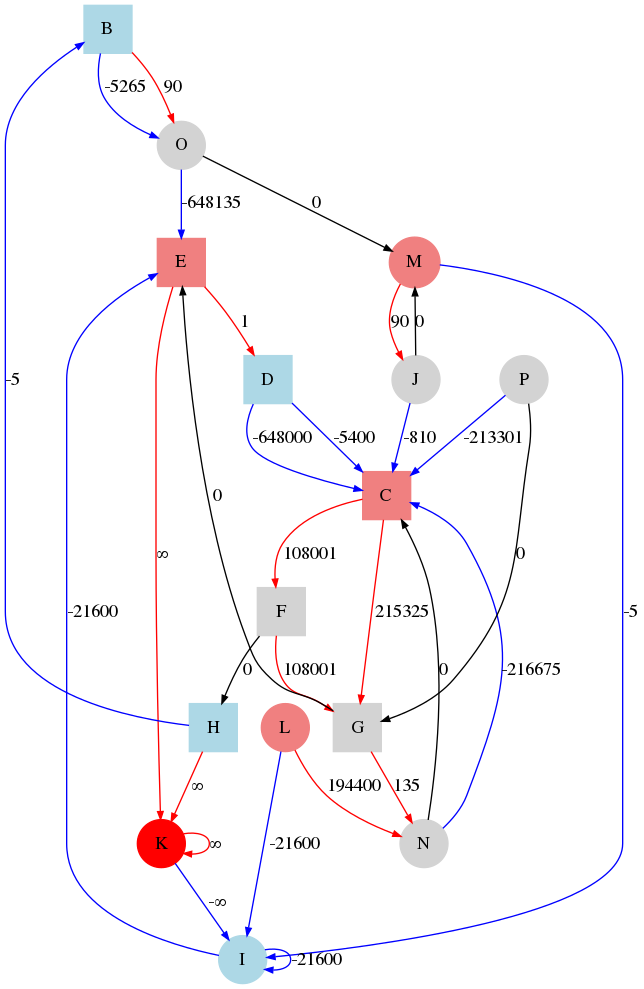 B
-5265 90
O
-648135 0
E M
1 90 0
D J P
-5 -648000 -5400 -810 -213301
C
0
∞ 108001 0
F -21600 215325 -5
0 108001 0 -216675
H L G
∞ -21600 194400 135
K ∞ N
-∞
I -21600